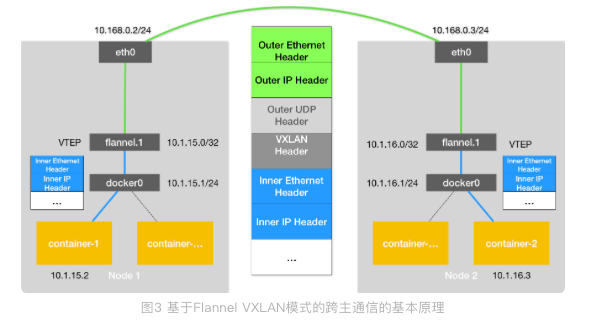 10.168.0.2/24
10.168.0.3/24
eth0
eth0
Outer Ethernet
Header
Outer IP Header
Outer UDP
Header
VXLAN
Header
Inner Ethernet
Header
Inner IP Header
...
VTEP
flannel.1
10.1.15.0/32
Inner Ethernet
Header
Inner IP
Header
...
docker0
10.1.15.1/24
container-1
container-...
10.1.15.2
Node 1
10.1.16.0/32
flannel.1
VTEP
10.1.16.1/24
docker0
Inner Ethernet
Header
Inner IP
Header
...
container-...
container-2
Node 2
10.1.16.3
图3 基于Flannel VXLAN模式的跨主通信的基本原理